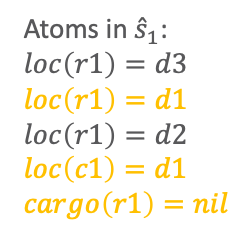 Atoms in ŝ₁:
loc(r1) = d3
loc(r1) = d1
loc(r1) = d2
loc(c1) = d1
cargo(r1) = nil